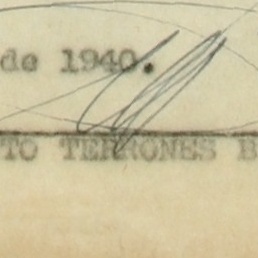 de 1940.
TO TERRONES B